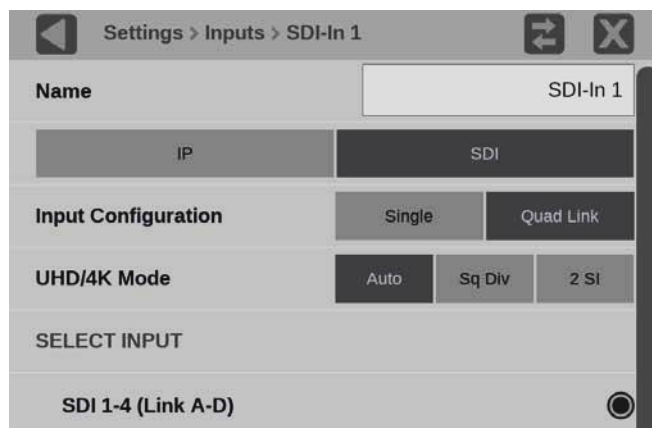 Settings > Inputs > SDI-In 1
Name SDI-In 1
IP SDI
Input Configuration Single Quad Link
UHD/4K Mode Auto Sq Div 2 SI
SELECT INPUT
SDI 1-4 (Link A-D)